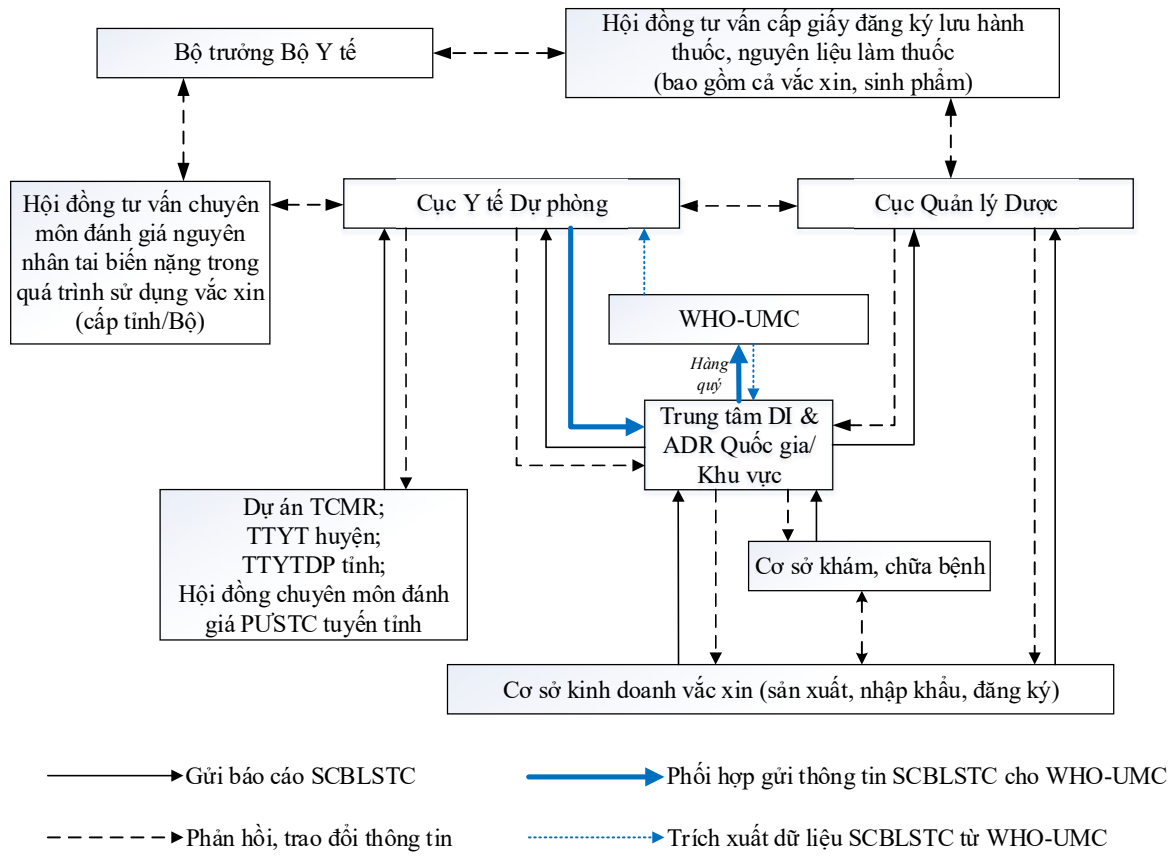 Bộ trưởng Bộ Y tế
Hội đồng tư vấn cấp giấy đăng ký lưu hành
thuốc, nguyên liệu làm thuốc
(bao gồm cả vắc xin, sinh phẩm)
Hội đồng tư vấn chuyên
môn đánh giá nguyên
nhân tai biến nặng trong
quá trình sử dụng vắc xin
(cấp tỉnh/Bộ)
Cục Y tế Dự phòng
Cục Quản lý Dược
WHO-UMC
Hàng
quý
Trung tâm DI &
ADR Quốc gia/
Khu vực
Dự án TCMR;
TTYT huyện;
TTYTDP tỉnh;
Hội đồng chuyên môn đánh
giá PƯSTC tuyến tỉnh
Cơ sở khám, chữa bệnh
Cơ sở kinh doanh vắc xin (sản xuất, nhập khẩu, đăng ký)
Gửi báo cáo SCBLSTC
Phối hợp gửi thông tin SCBLSTC cho WHO-UMC
Phản hồi, trao đổi thông tin
Trích xuất dữ liệu SCBLSTC từ WHO-UMC